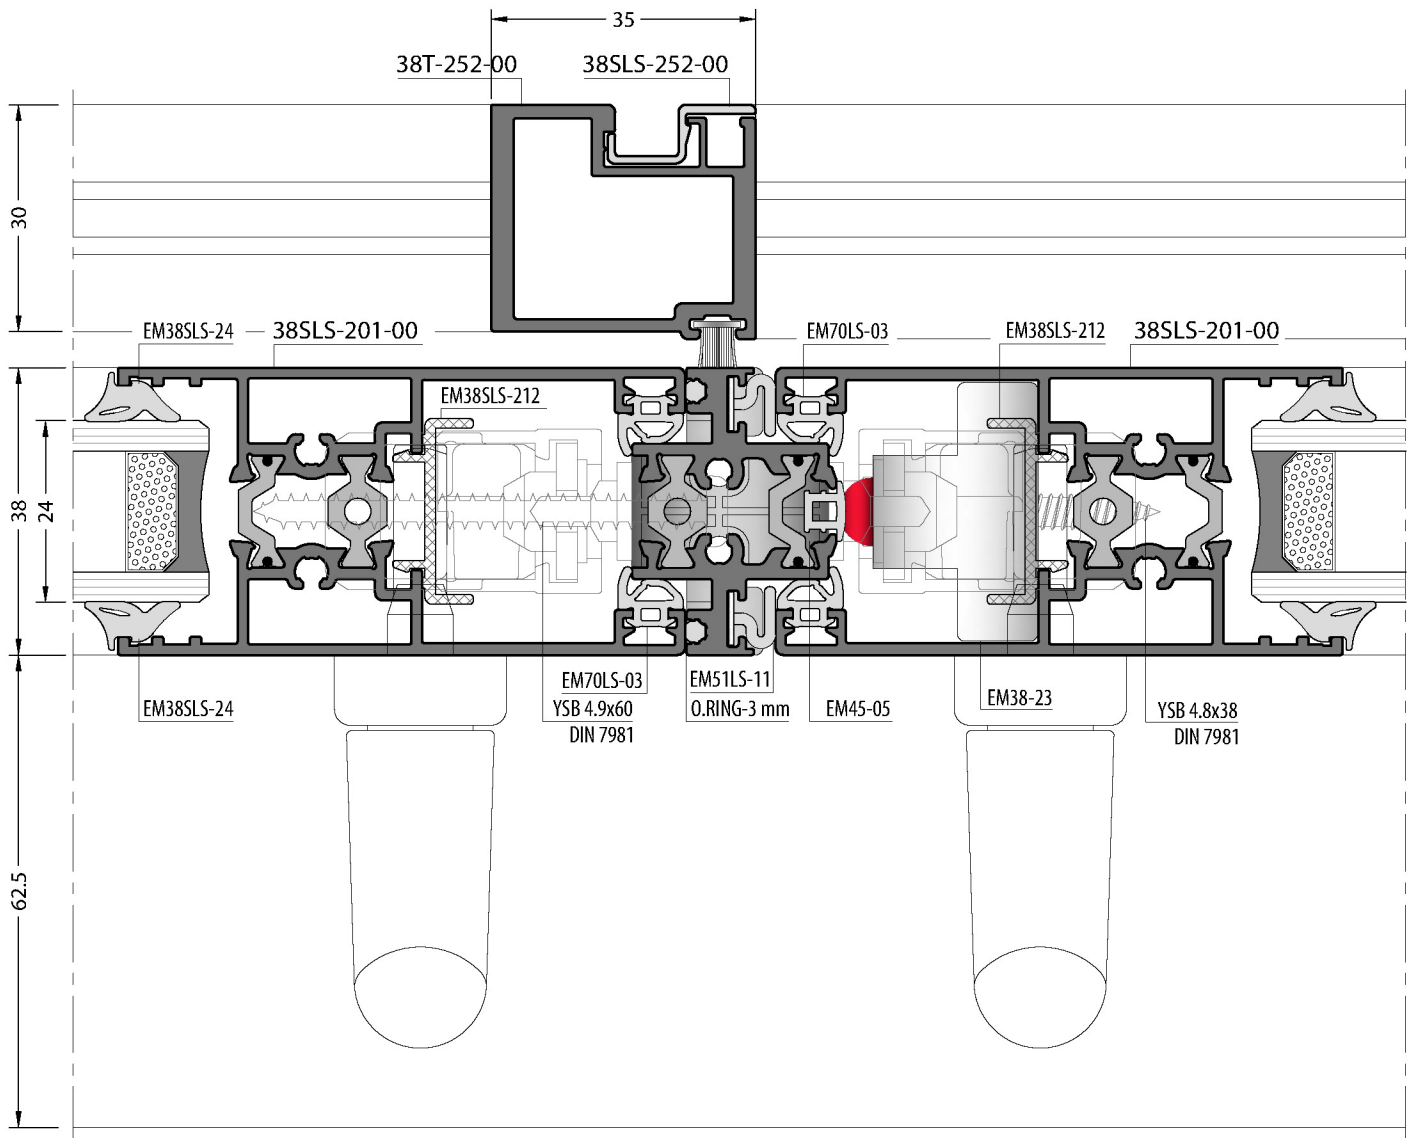 35
38T-252-00
38SLS-252-00
30
EM38SLS-24
38SLS-201-00
EM70LS-03
EM38SLS-212
38SLS-201-00
EM38SLS-212
38
24
EM70LS-03
EM51LS-11
EM38-23
EM38SLS-24
YSB 4.9x60
DIN 7981
O.RING-3 mm
EM45-05
YSB 4.8x38
DIN 7981
62.5